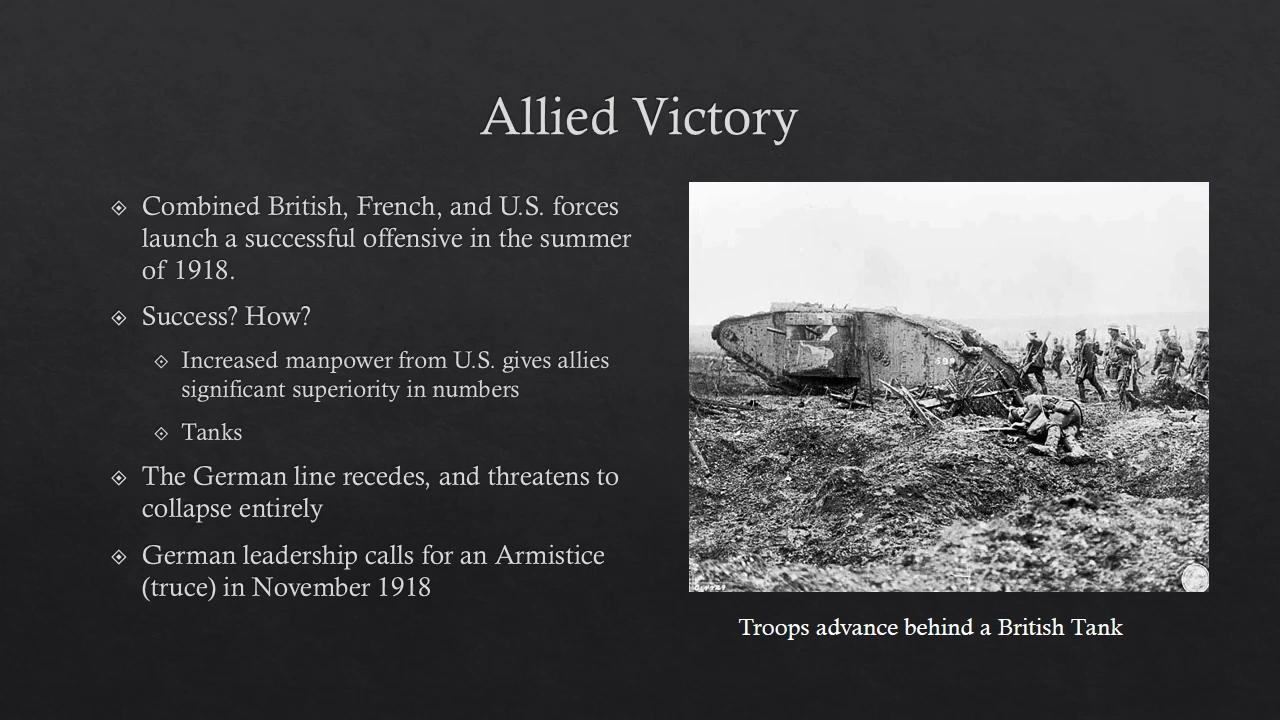 Allied Victory
Combined British, French, and U.S. forces
launch a successful offensive in the summer
of 1918.
Success? How?
Increased manpower from U.S. gives allies
significant superiority in numbers
Tanks
The German line recedes, and threatens to
collapse entirely
German leadership calls for an Armistice
(truce) in November 1918
Troops advance behind a British Tank